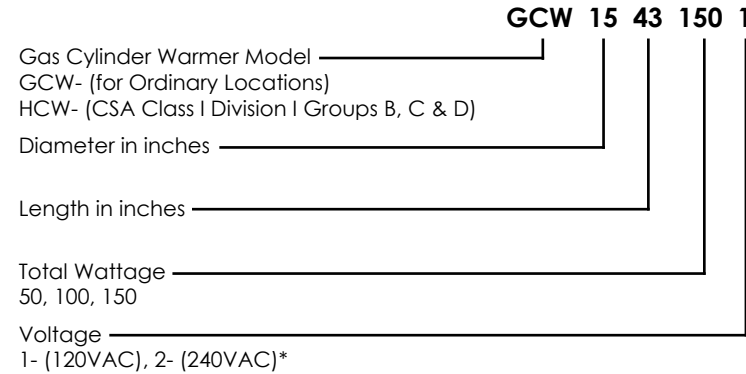 GCW 15 43 150 1
Gas Cylinder Warmer Model
GCW- (for Ordinary Locations)
HCW- (CSA Class I Division I Groups B, C & D)
Diameter in inches
Length in inches
Total Wattage
50, 100, 150
Voltage
1- (120VAC), 2- (240VAC)*